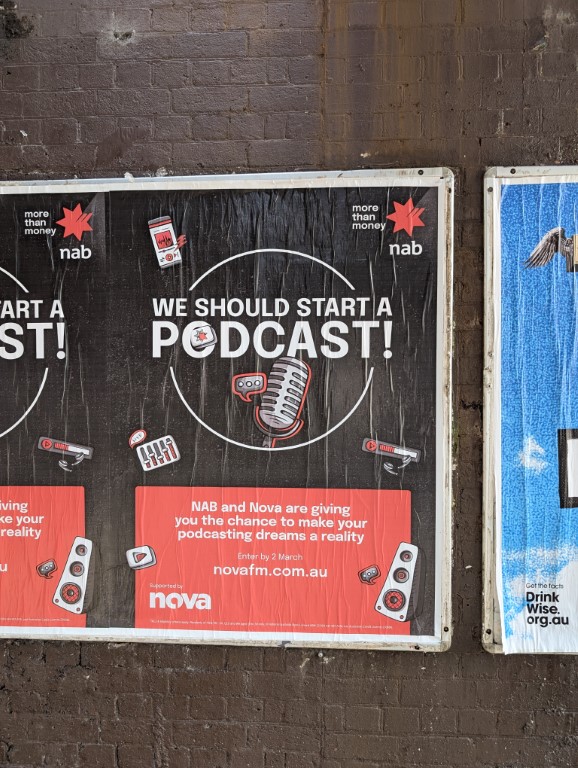 more
than
money
nab
TART A
ST!
iving
ke your
reality
u
more
than
money
nab
WE SHOULD START A
PODCAST!
NAB and Nova are giving
you the chance to make your
podcasting dreams a reality
Enter by 2 March
novafm.com.au
Supported by
nova
Get the facts
Drink
Wise.
org.au